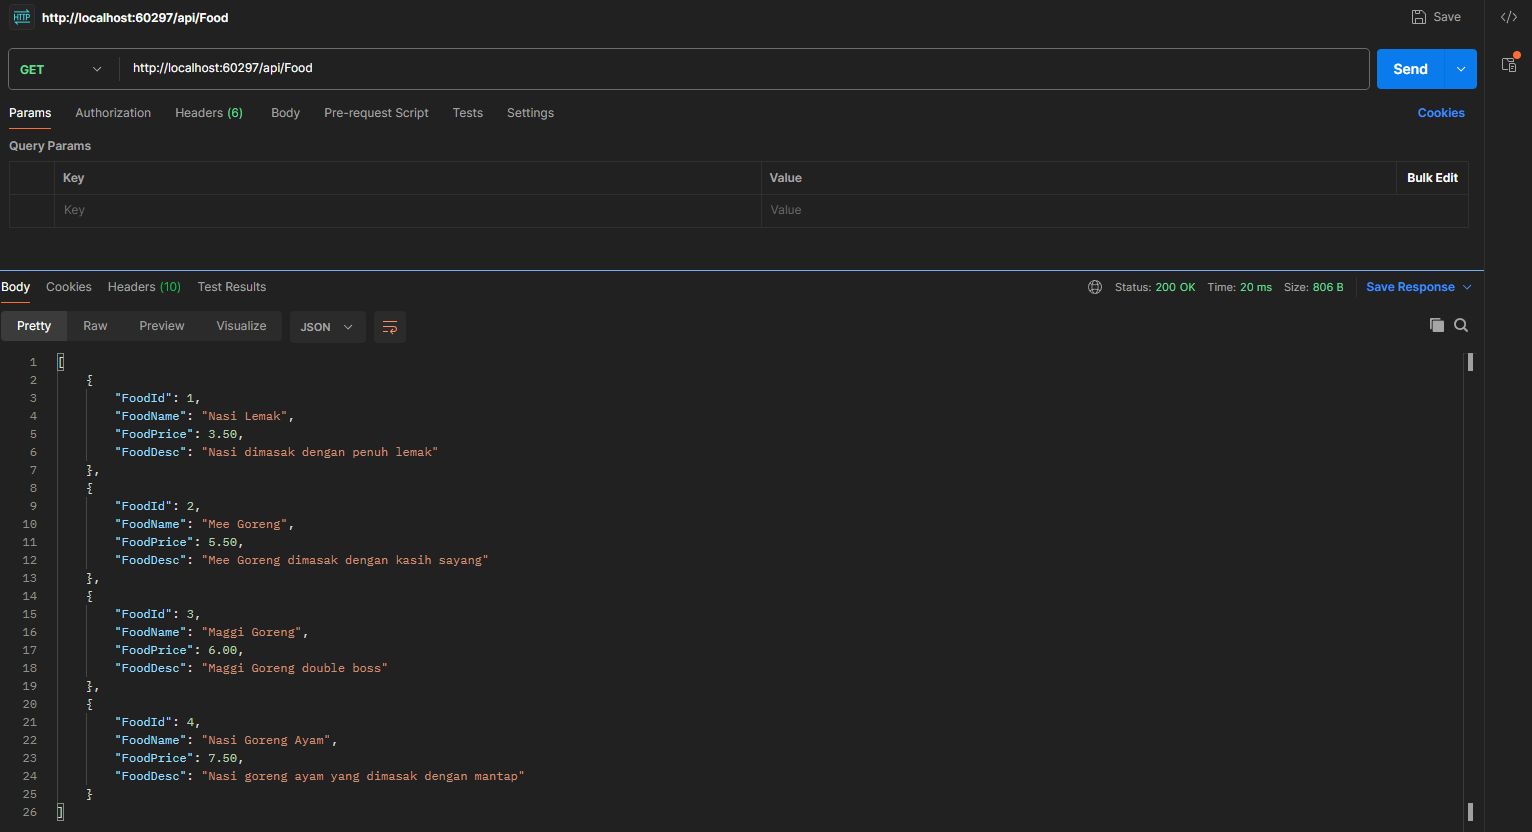 HTTP http://localhost:60297/api/Food Save
GET http://localhost:60297/api/Food Send
Params Authorization Headers (6) Body Pre-request Script Tests Settings Cookies
Query Params
Key Value Bulk Edit
Key Value
Body Cookies Headers (10) Test Results Status: 200 OK Time: 20 ms Size: 806 B Save Response
Pretty Raw Preview Visualize JSON
1 [
2 {
3 "FoodId": 1,
4 "FoodName": "Nasi Lemak",
5 "FoodPrice": 3.50,
6 "FoodDesc": "Nasi dimasak dengan penuh lemak"
7 },
8 {
9 "FoodId": 2,
10 "FoodName": "Mee Goreng",
11 "FoodPrice": 5.50,
12 "FoodDesc": "Mee Goreng dimasak dengan kasih sayang"
13 },
14 {
15 "FoodId": 3,
16 "FoodName": "Maggi Goreng",
17 "FoodPrice": 6.00,
18 "FoodDesc": "Maggi Goreng double boss"
19 },
20 {
21 "FoodId": 4,
22 "FoodName": "Nasi Goreng Ayam",
23 "FoodPrice": 7.50,
24 "FoodDesc": "Nasi goreng ayam yang dimasak dengan mantap"
25 }
26 ]